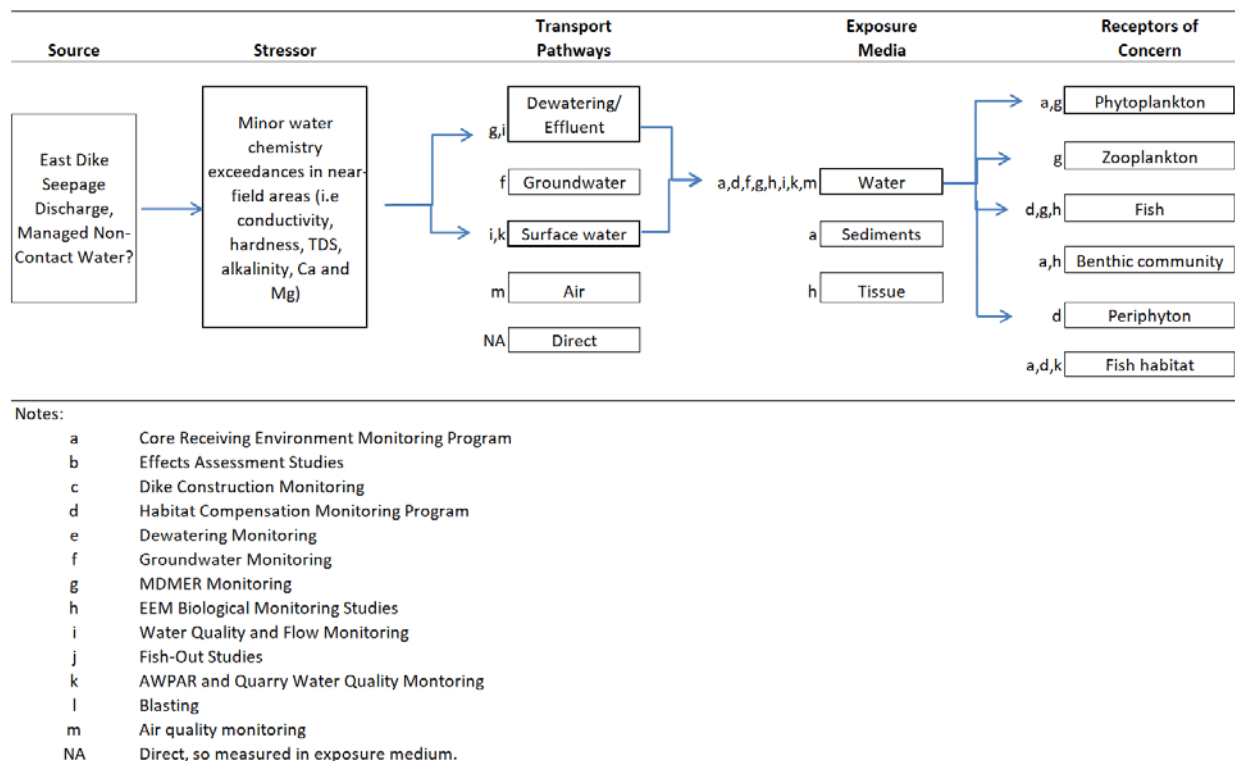 Source
Stressor
Transport
Pathways
Exposure
Media
Receptors of
Concern
East Dike
Seepage
Discharge,
Managed Non-
Contact Water?
Minor water
chemistry
exceedances in near-
field areas (i.e
conductivity,
hardness, TDS,
alkalinity, Ca and
Mg)
g,i
Dewatering/
Effluent
f
Groundwater
i,k
Surface water
m
Air
NA
Direct
a,d,f,g,h,i,k,m
Water
a
Sediments
h
Tissue
a,g
Phytoplankton
g
Zooplankton
d,g,h
Fish
a,h
Benthic community
d
Periphyton
a,d,k
Fish habitat
Notes:
a Core Receiving Environment Monitoring Program
b Effects Assessment Studies
c Dike Construction Monitoring
d Habitat Compensation Monitoring Program
e Dewatering Monitoring
f Groundwater Monitoring
g MDMER Monitoring
h EEM Biological Monitoring Studies
i Water Quality and Flow Monitoring
j Fish-Out Studies
k AWPAR and Quarry Water Quality Montoring
l Blasting
m Air quality monitoring
NA Direct, so measured in exposure medium.